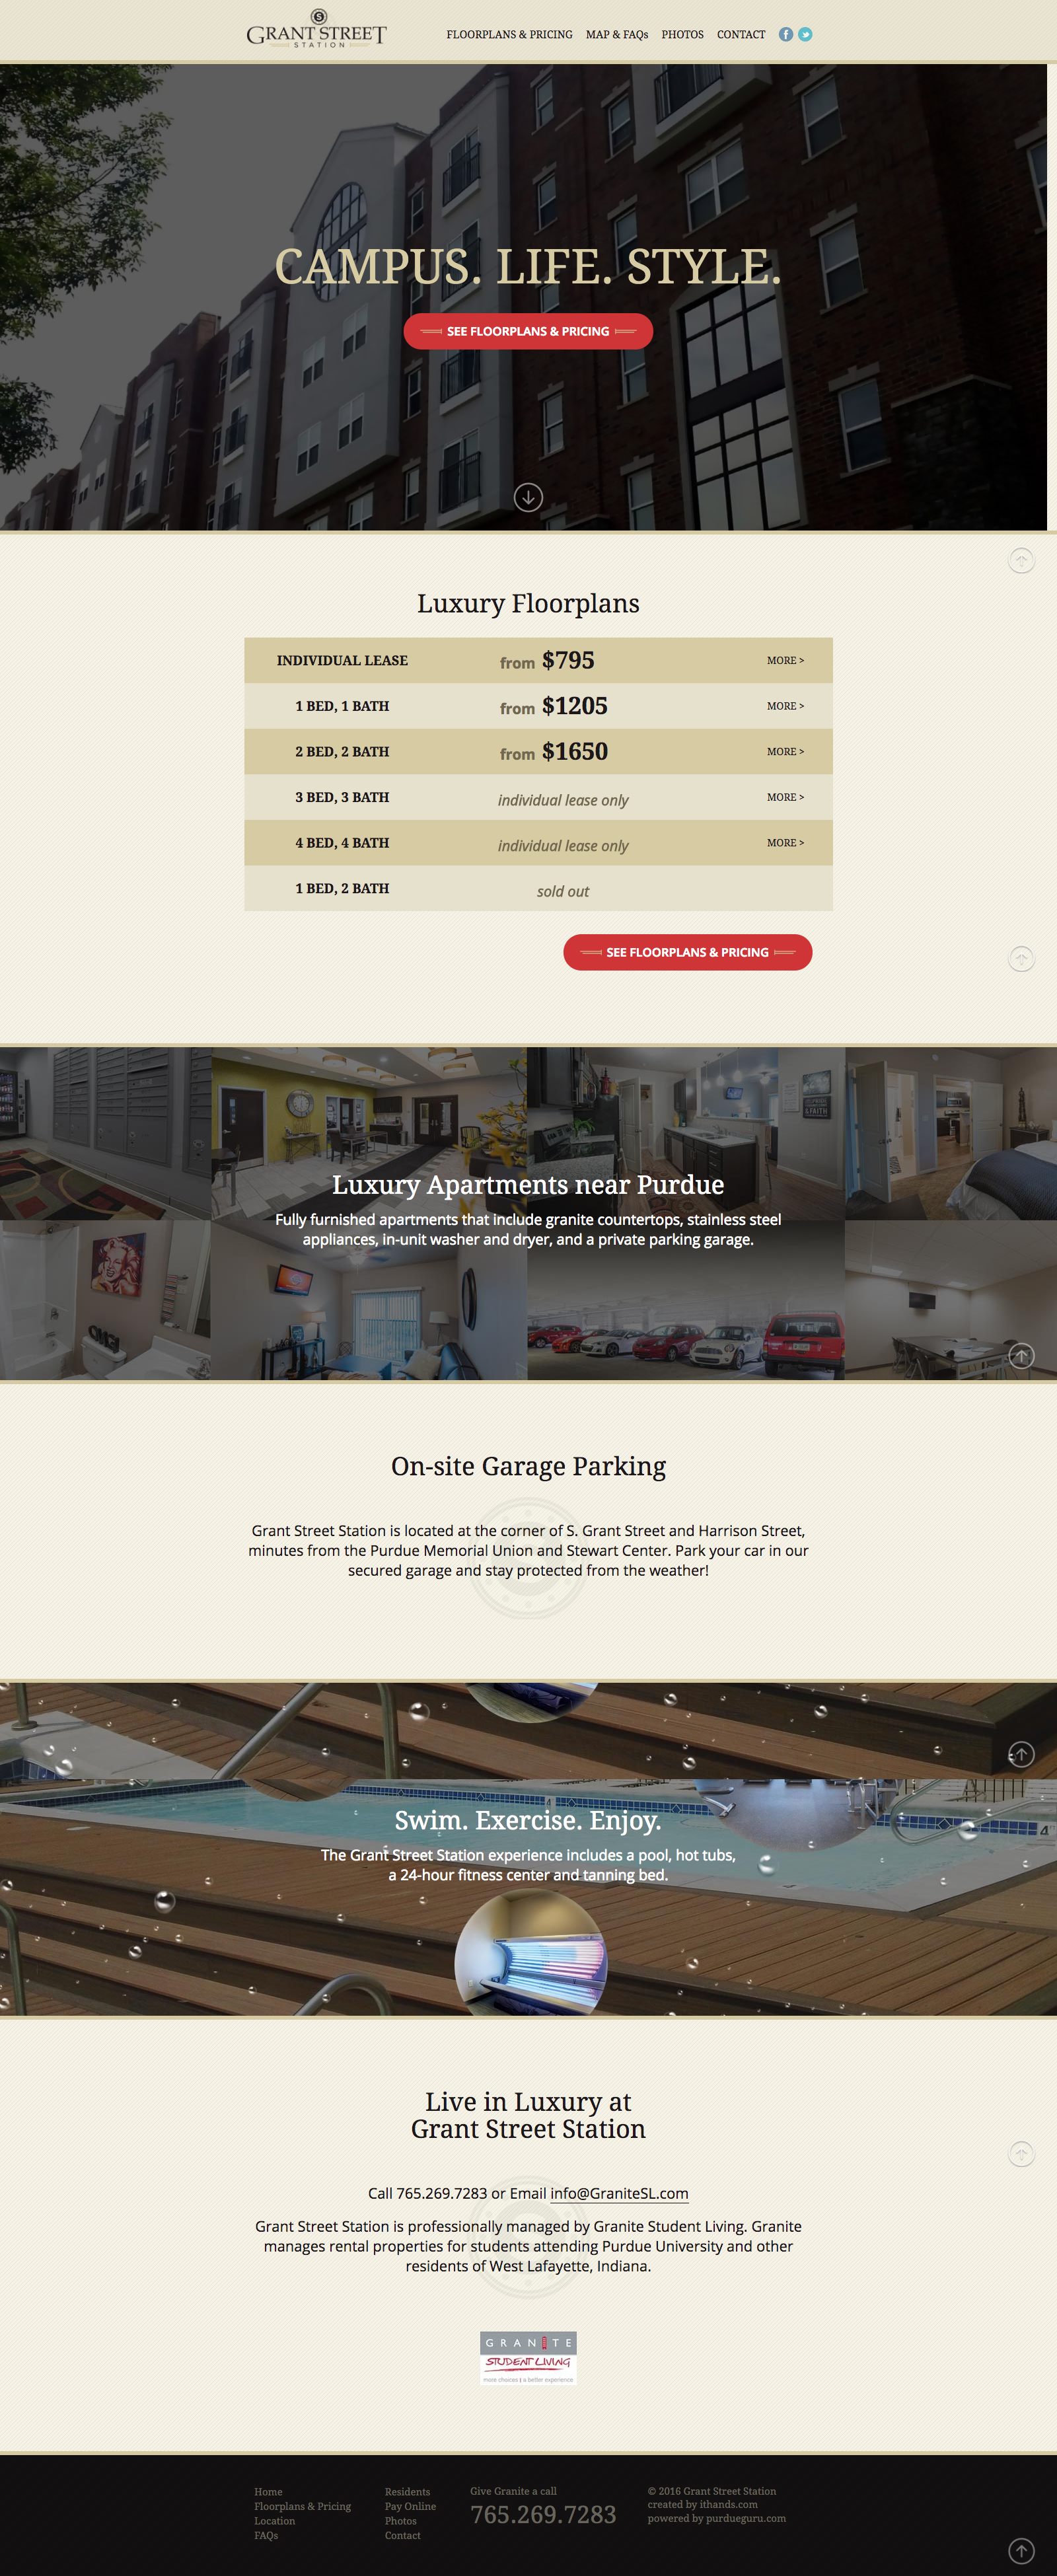 GRANT STREET
STATION
FLOORPLANS & PRICING MAP & FAQs PHOTOS CONTACT
CAMPUS. LIFE. STYLE.
SEE FLOORPLANS & PRICING
Luxury Floorplans
INDIVIDUAL LEASE from $795 MORE >
1 BED, 1 BATH from $1205 MORE >
2 BED, 2 BATH from $1650 MORE >
3 BED, 3 BATH individual lease only MORE >
4 BED, 4 BATH individual lease only MORE >
1 BED, 2 BATH sold out
SEE FLOORPLANS & PRICING
Luxury Apartments near Purdue
Fully furnished apartments that include granite countertops, stainless steel
appliances, in-unit washer and dryer, and a private parking garage.
On-site Garage Parking
Grant Street Station is located at the corner of S. Grant Street and Harrison Street,
minutes from the Purdue Memorial Union and Stewart Center. Park your car in our
secured garage and stay protected from the weather!
Swim. Exercise. Enjoy.
The Grant Street Station experience includes a pool, hot tubs,
a 24-hour fitness center and tanning bed.
Live in Luxury at
Grant Street Station
Call 765.269.7283 or Email info@GraniteSL.com
Grant Street Station is professionally managed by Granite Student Living. Granite
manages rental properties for students attending Purdue University and other
residents of West Lafayette, Indiana.
GRANITE
STUDENT LIVING
more choices | a better experience
Home
Floorplans & Pricing
Location
FAQs
Residents
Pay Online
Photos
Contact
Give Granite a call
765.269.7283
© 2016 Grant Street Station
created by ithands.com
powered by purdueguru.com